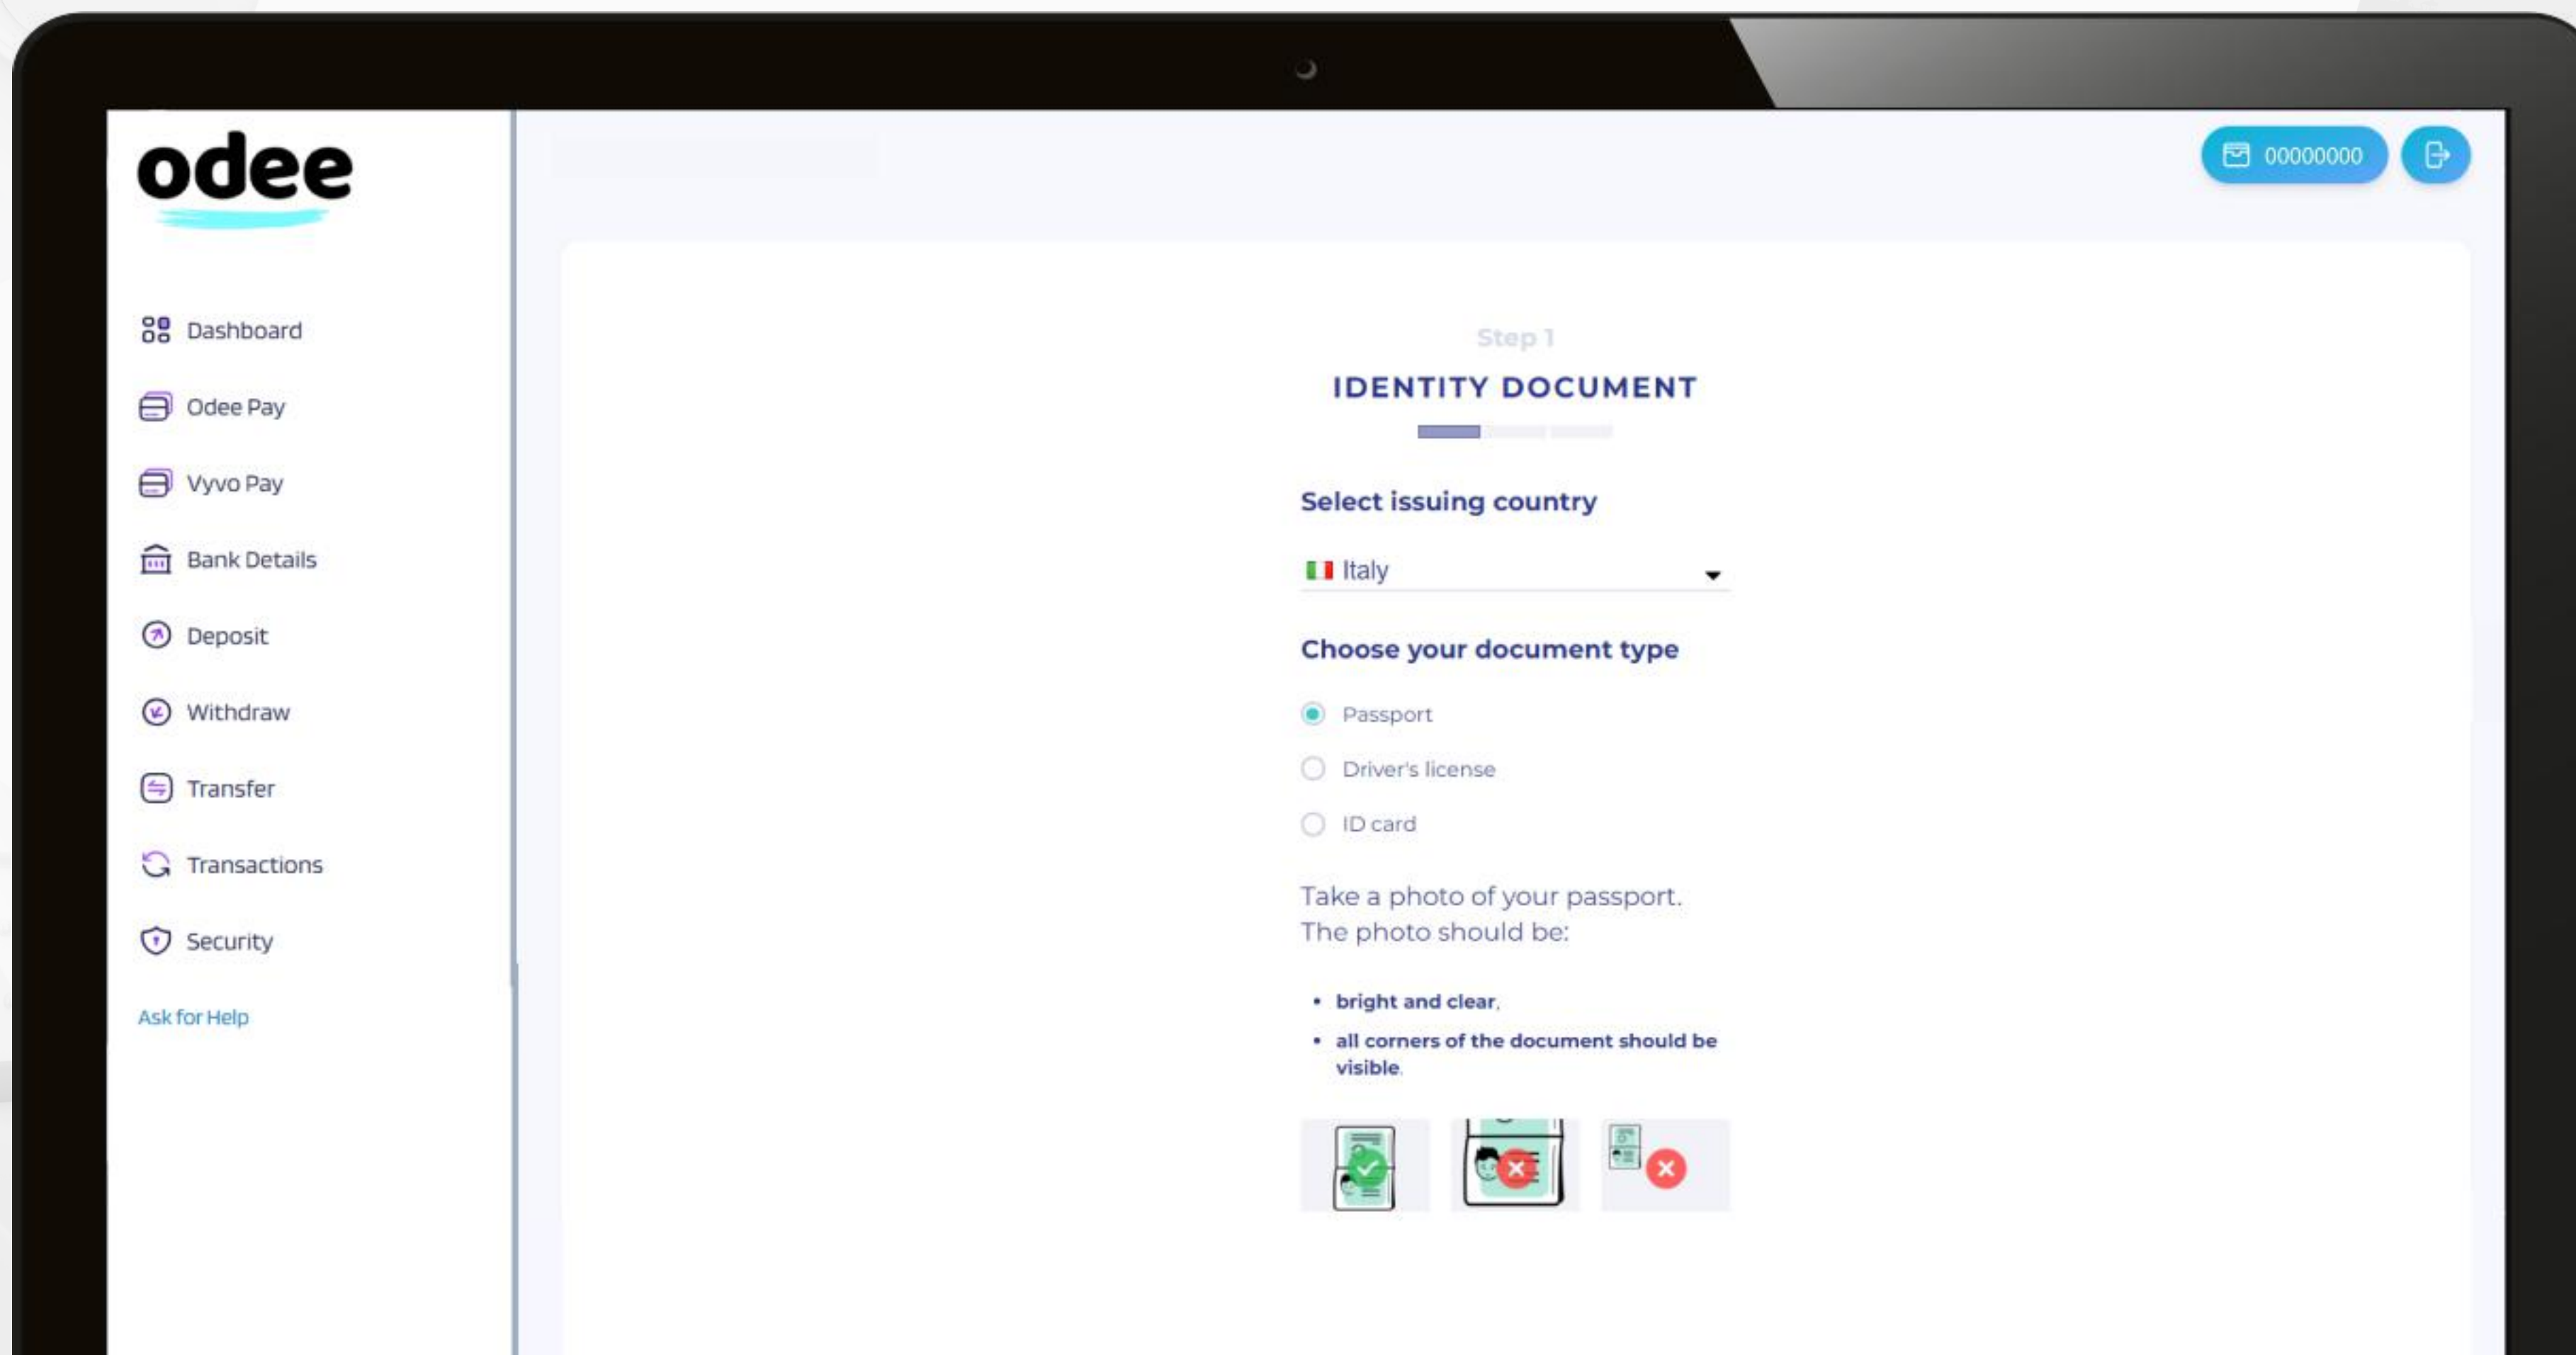 odee
00000000
Dashboard
Odee Pay
Vyvo Pay
Bank Details
Deposit
Withdraw
Transfer
Transactions
Security
Ask for Help
Step 1
IDENTITY DOCUMENT
Select issuing country
Italy
Choose your document type
Passport
Driver's license
ID card
Take a photo of your passport.
The photo should be:
• bright and clear,
• all corners of the document should be
visible.